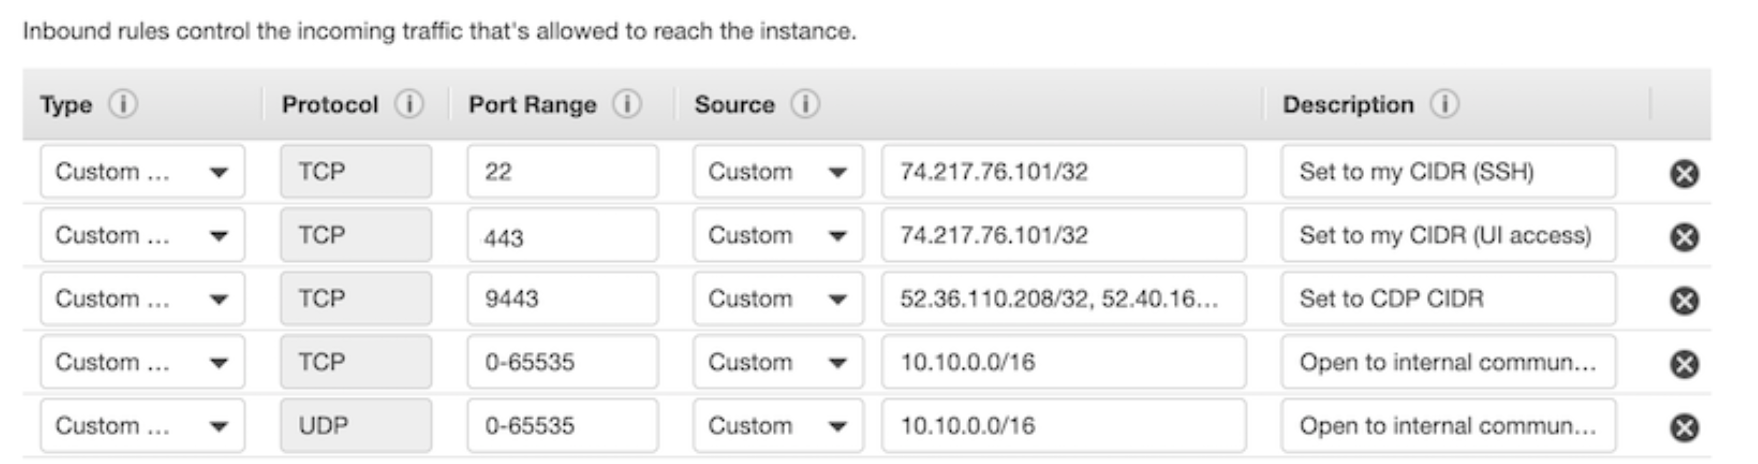 Inbound rules control the incoming traffic that's allowed to reach the instance.
Type Protocol Port Range Source Description
Custom ... TCP 22 Custom 74.217.76.101/32 Set to my CIDR (SSH)
Custom ... TCP 443 Custom 74.217.76.101/32 Set to my CIDR (UI access)
Custom ... TCP 9443 Custom 52.36.110.208/32, 52.40.16... Set to CDP CIDR
Custom ... TCP 0-65535 Custom 10.10.0.0/16 Open to internal commun...
Custom ... UDP 0-65535 Custom 10.10.0.0/16 Open to internal commun...